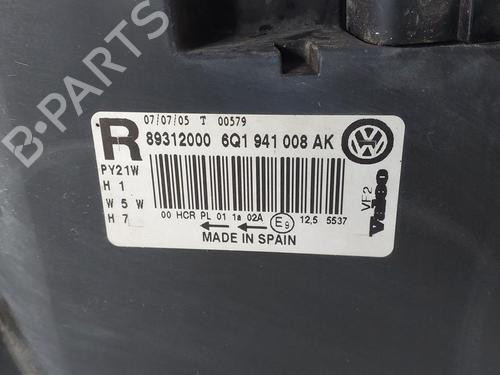 07/07/05 T 00579
R 89312000 6Q1 941 008 AK
PY21W
H 1
W 5 W
H 7
00 HCR PL 01 1a 02A E9 12,5 5537
MADE IN SPAIN
VF2
Valeo
B-PARTS